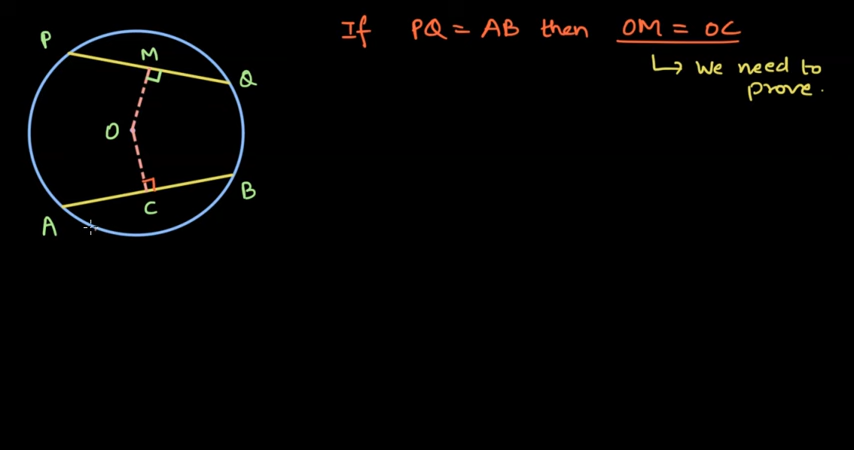 If PQ = AB then OM = OC
↳ We need to
prove.
P
M
Q
O
B
C
A